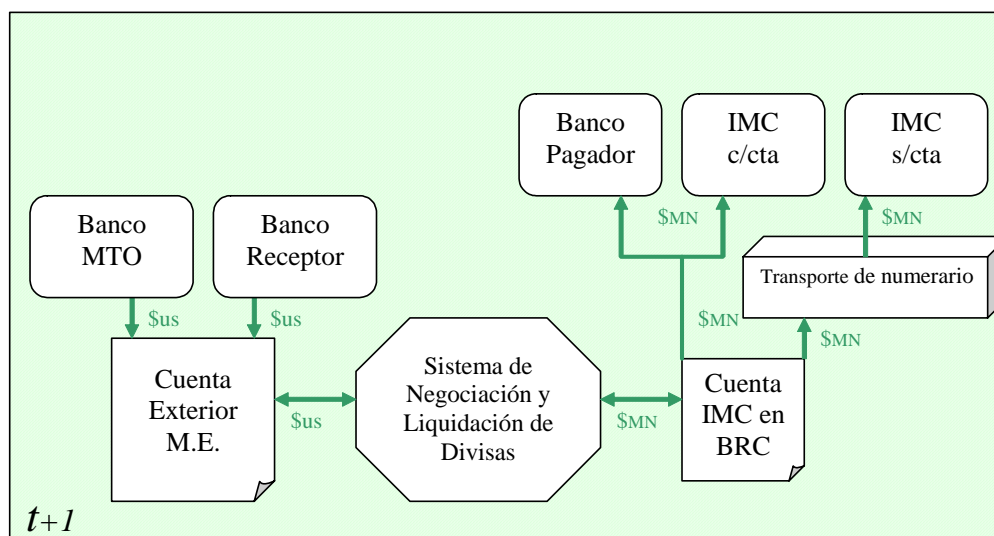 Banco
Pagador
IMC
c/cta
IMC
s/cta
$MN
$MN
Banco
MTO
Banco
Receptor
Transporte de numerario
$us
$us
$MN
$MN
Cuenta
Exterior
M.E.
$us
Sistema de
Negociación y
Liquidación de
Divisas
$MN
Cuenta
IMC en
BRC
t+1